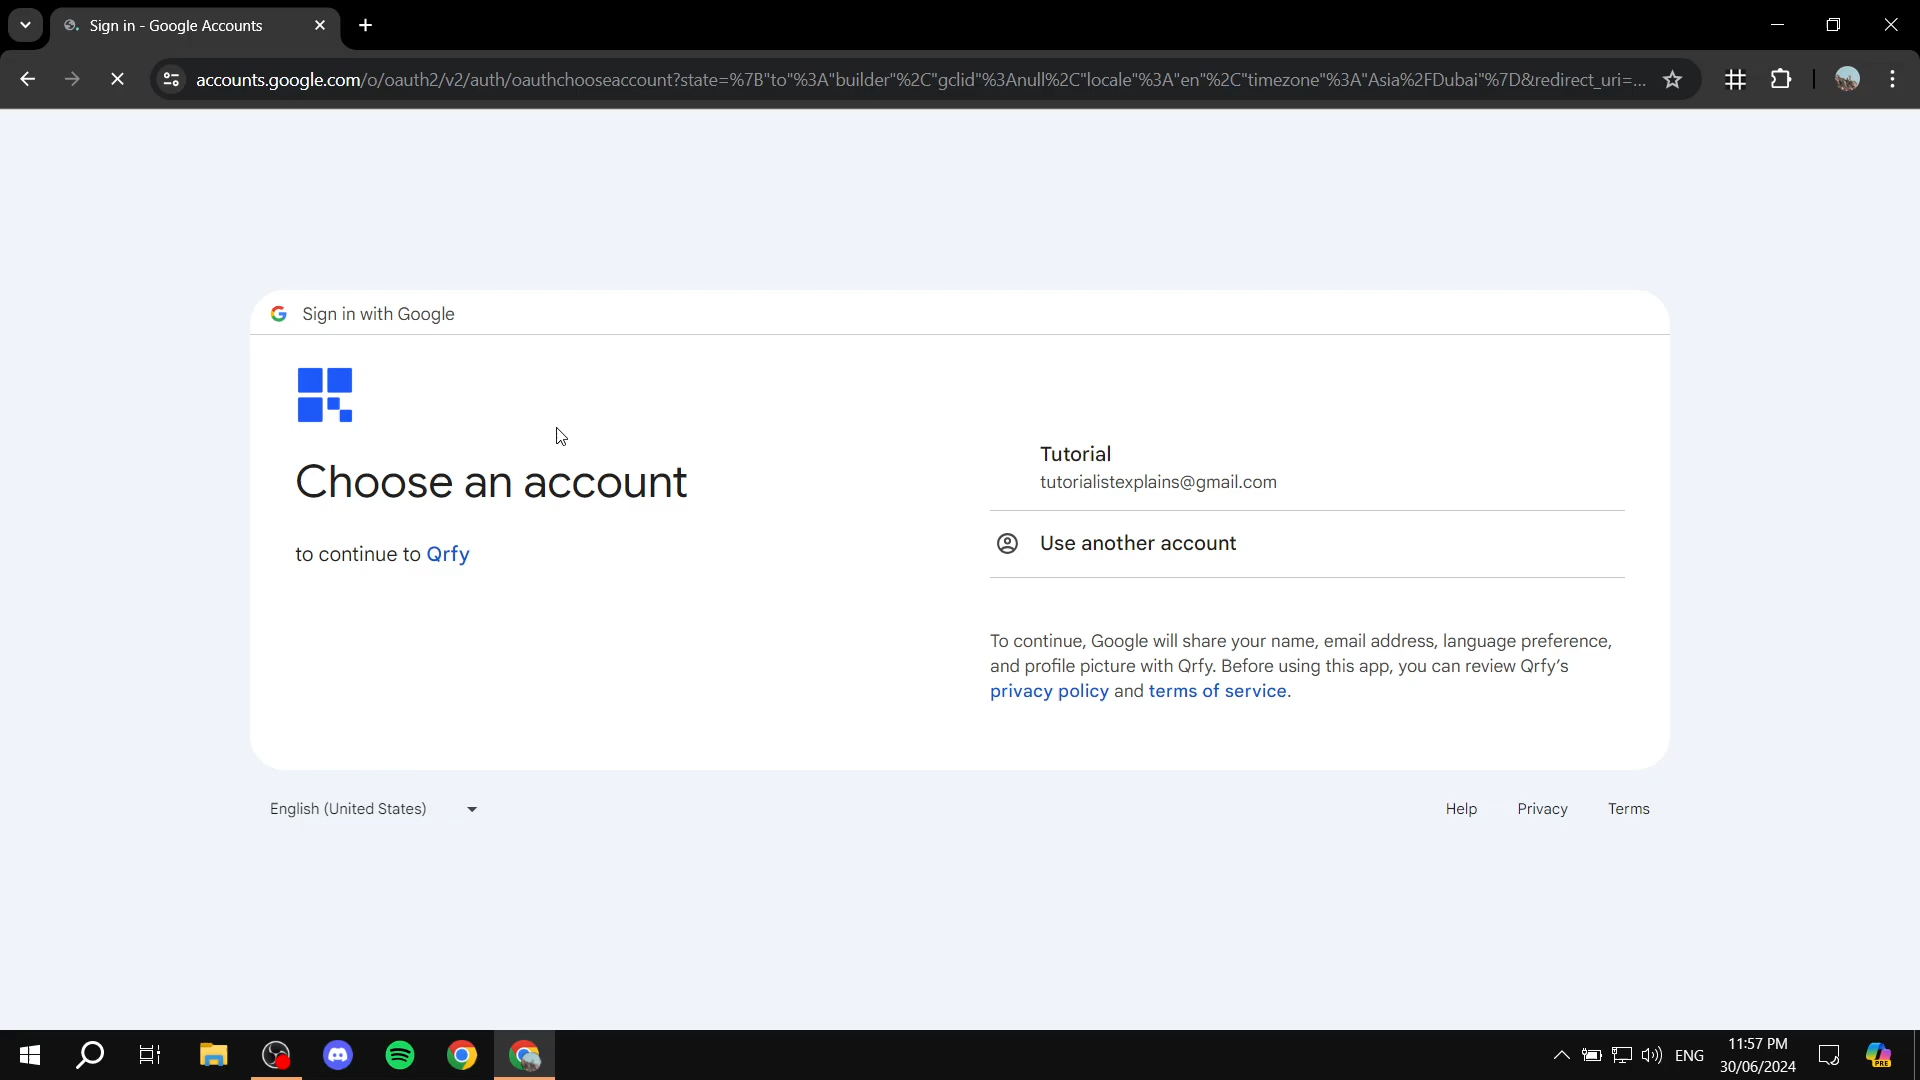 Sign in - Google Accounts
accounts.google.com/o/oauth2/v2/auth/oauthchooseaccount?state=%7B"to"%3A"builder"%2C"gclid"%3Anull%2C"locale"%3A"en"%2C"timezone"%3A"Asia%2FDubai"%7D&redirect_uri=...
Sign in with Google
Choose an account
to continue to Qrfy
Tutorial
tutorialistexplains@gmail.com
Use another account
To continue, Google will share your name, email address, language preference,
and profile picture with Qrfy. Before using this app, you can review Qrfy's
privacy policy and terms of service.
English (United States)
Help
Privacy
Terms
ENG
11:57 PM
30/06/2024
PRE